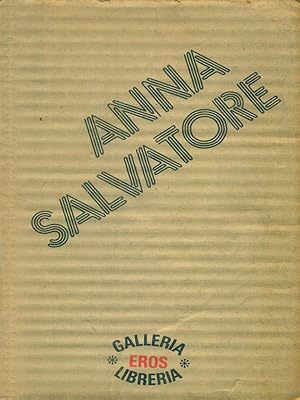 ANNA
SALVATORE
GALLERIA
* EROS *
LIBRERIA